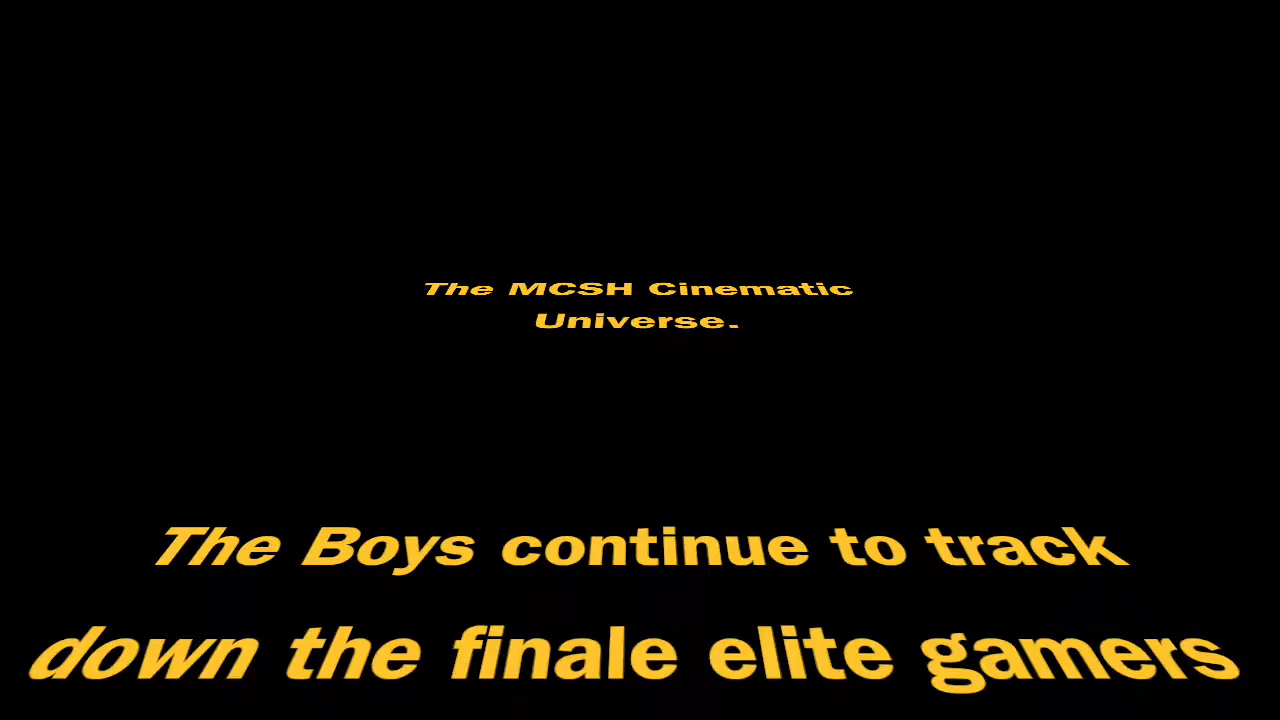 The MCSH Cinematic
Universe.
The Boys continue to track
down the finale elite gamers